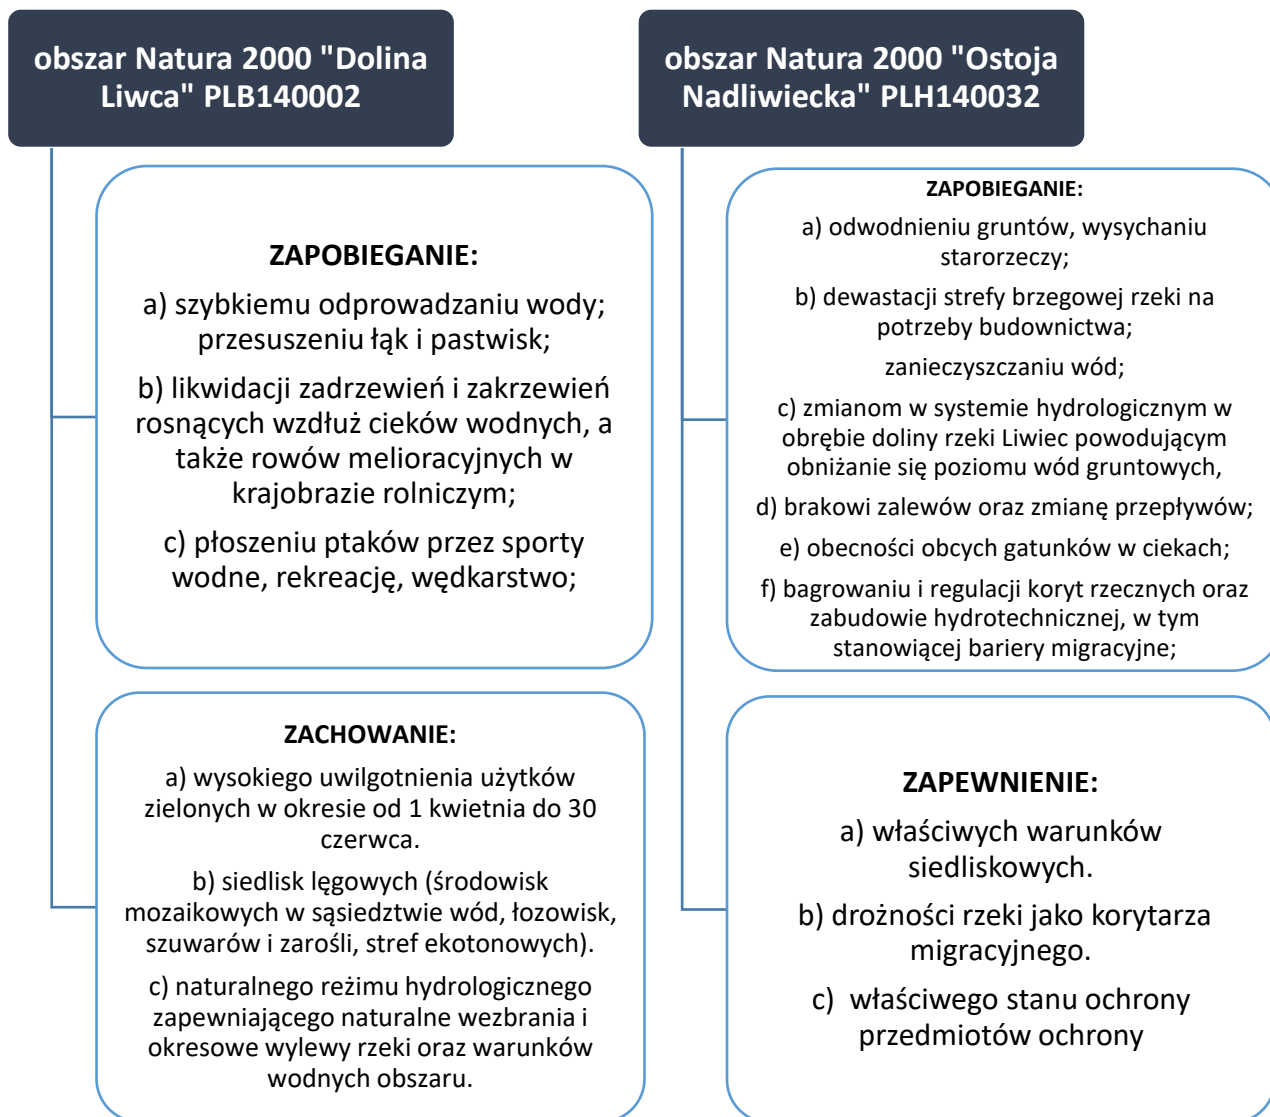 obszar Natura 2000 "Dolina
Liwca" PLB140002
ZAPOBIEGANIE:
a) szybkiemu odprowadzaniu wody;
przesuszeniu łąk i pastwisk;
b) likwidacji zadrzewień i zakrzewień
rosnących wzdłuż cieków wodnych, a
także rowów melioracyjnych w
krajobrazie rolniczym;
c) płoszeniu ptaków przez sporty
wodne, rekreację, wędkarstwo;
ZACHOWANIE:
a) wysokiego uwilgotnienia użytków
zielonych w okresie od 1 kwietnia do 30
czerwca.
b) siedlisk lęgowych (środowisk
mozaikowych w sąsiedztwie wód, łozowisk,
szuwarów i zarośli, stref ekotonowych).
c) naturalnego reżimu hydrologicznego
zapewniającego naturalne wezbrania i
okresowe wylewy rzeki oraz warunków
wodnych obszaru.
obszar Natura 2000 "Ostoja
Nadliwiecka" PLH140032
ZAPOBIEGANIE:
a) odwodnieniu gruntów, wysychaniu
starorzeczy;
b) dewastacji strefy brzegowej rzeki na
potrzeby budownictwa;
zanieczyszczaniu wód;
c) zmianom w systemie hydrologicznym w
obrębie doliny rzeki Liwiec powodującym
obniżanie się poziomu wód gruntowych,
d) brakowi zalewów oraz zmianę przepływów;
e) obecności obcych gatunków w ciekach;
f) bagrowaniu i regulacji koryt rzecznych oraz
zabudowie hydrotechnicznej, w tym
stanowiącej bariery migracyjne;
ZAPEWNIENIE:
a) właściwych warunków
siedliskowych.
b) drożności rzeki jako korytarza
migracyjnego.
c) właściwego stanu ochrony
przedmiotów ochrony